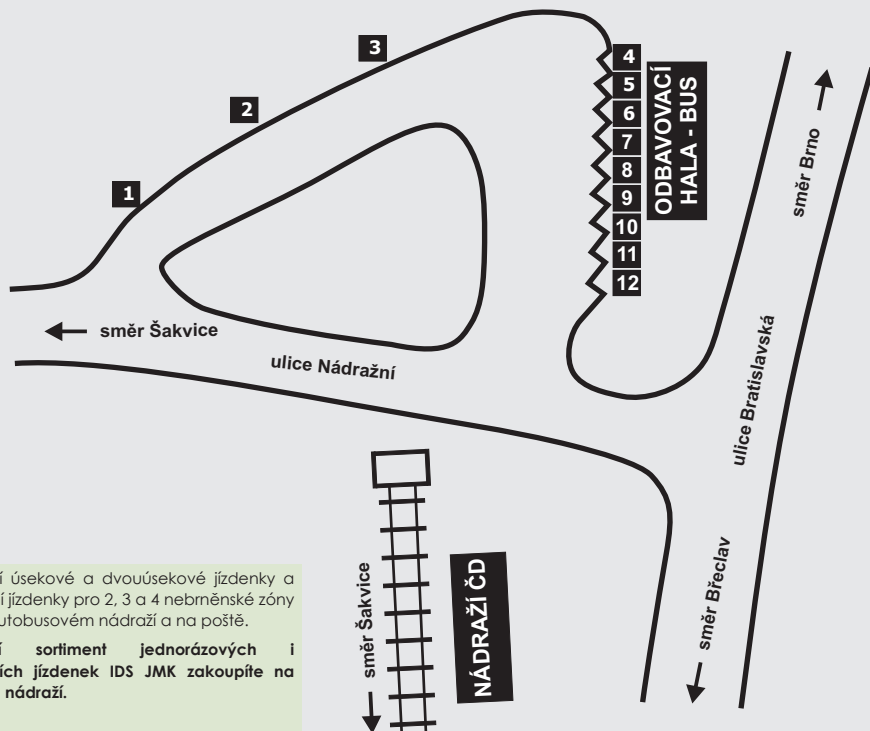 3
2
1
4
5
6
7
8
9
10
11
12
ODBAVOVACÍ
HALA - BUS
směr Brno
směr Šakvice
ulice Nádražní
ulice Bratislavská
směr Břeclav
směr Šakvice
NÁDRAŽÍ ČD
úsekové a dvouúsekové jízdenky a
jízdenky pro 2, 3 a 4 nebrněnské zóny
utobusovém nádraží a na poště.
sortiment jednorázových i
ích jízdenek IDS JMK zakoupíte na
nádraží.